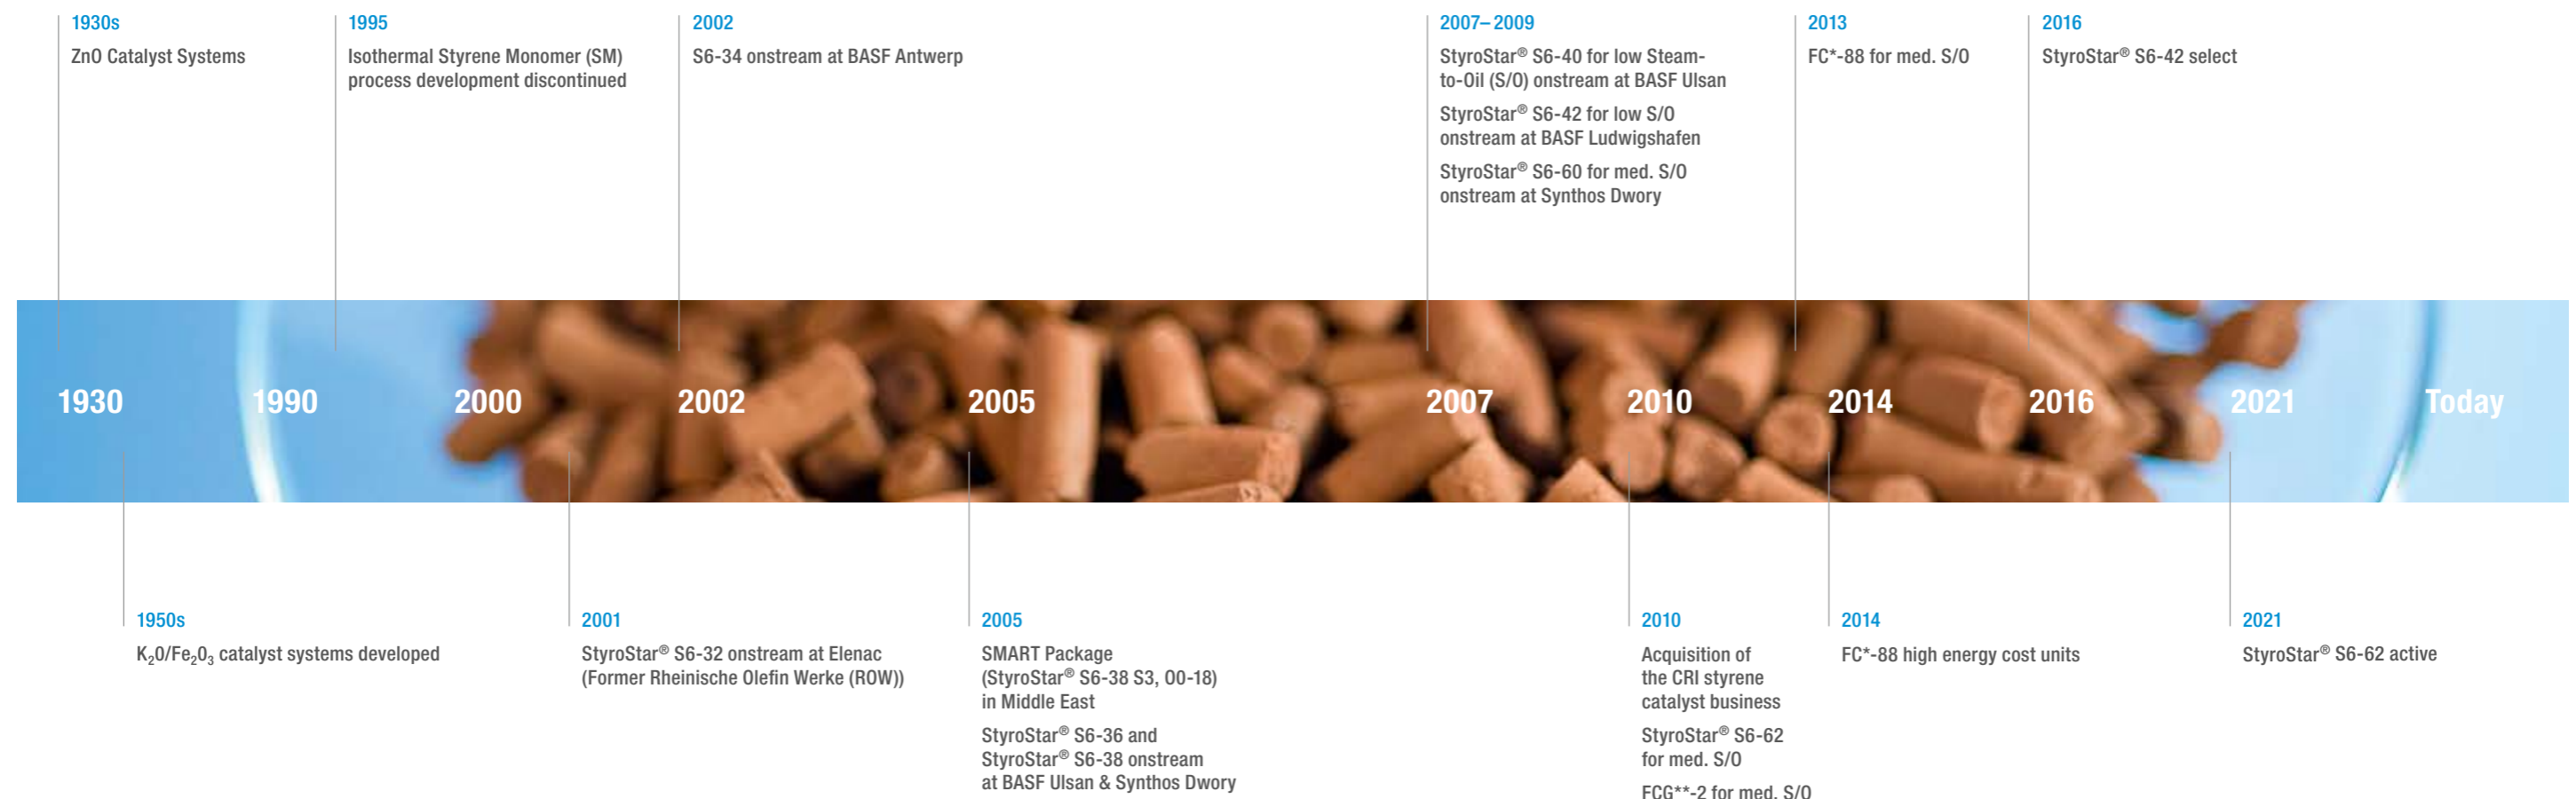 1930s
ZnO Catalyst Systems
1995
Isothermal Styrene Monomer (SM)
process development discontinued
2002
S6-34 onstream at BASF Antwerp
2007–2009
StyroStar® S6-40 for low Steam-
to-Oil (S/O) onstream at BASF Ulsan
StyroStar® S6-42 for low S/O
onstream at BASF Ludwigshafen
StyroStar® S6-60 for med. S/O
onstream at Synthos Dwory
2013
FC*-88 for med. S/O
2016
StyroStar® S6-42 select
1930 1990 2000 2002 2005 2007 2010 2014 2016 2021 Today
1950s
K₂O/Fe₂O₃ catalyst systems developed
2001
StyroStar® S6-32 onstream at Elenac
(Former Rheinische Olefin Werke (ROW))
2005
SMART Package
(StyroStar® S6-38 S3, O0-18)
in Middle East
StyroStar® S6-36 and
StyroStar® S6-38 onstream
at BASF Ulsan & Synthos Dwory
2010
Acquisition of
the CRI styrene
catalyst business
StyroStar® S6-62
for med. S/O
FCG**-2 for med. S/O
2014
FC*-88 high energy cost units
2021
StyroStar® S6-62 active